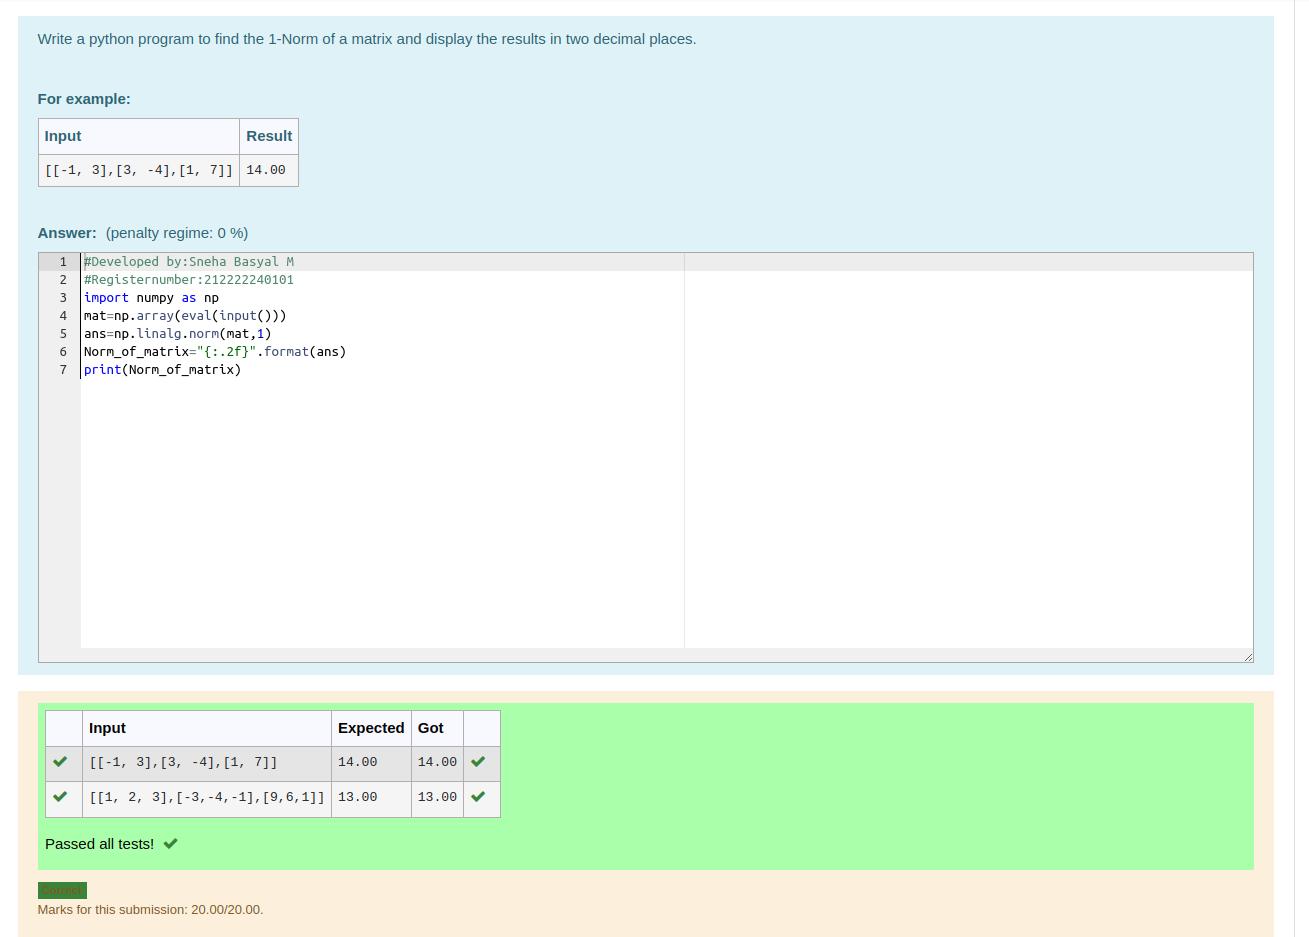 Write a python program to find the 1-Norm of a matrix and display the results in two decimal places.
For example:
Input Result
[[-1, 3],[3, -4],[1, 7]] 14.00
Answer: (penalty regime: 0 %)
1 #Developed by:Sneha Basyal M
2 #Registernumber:212222240101
3 import numpy as np
4 mat=np.array(eval(input()))
5 ans=np.linalg.norm(mat,1)
6 Norm_of_matrix="{:.2f}".format(ans)
7 print(Norm_of_matrix)
Input Expected Got
[[-1, 3],[3, -4],[1, 7]] 14.00 14.00
[[1, 2, 3],[-3,-4,-1],[9,6,1]] 13.00 13.00
Passed all tests!
Correct
Marks for this submission: 20.00/20.00.